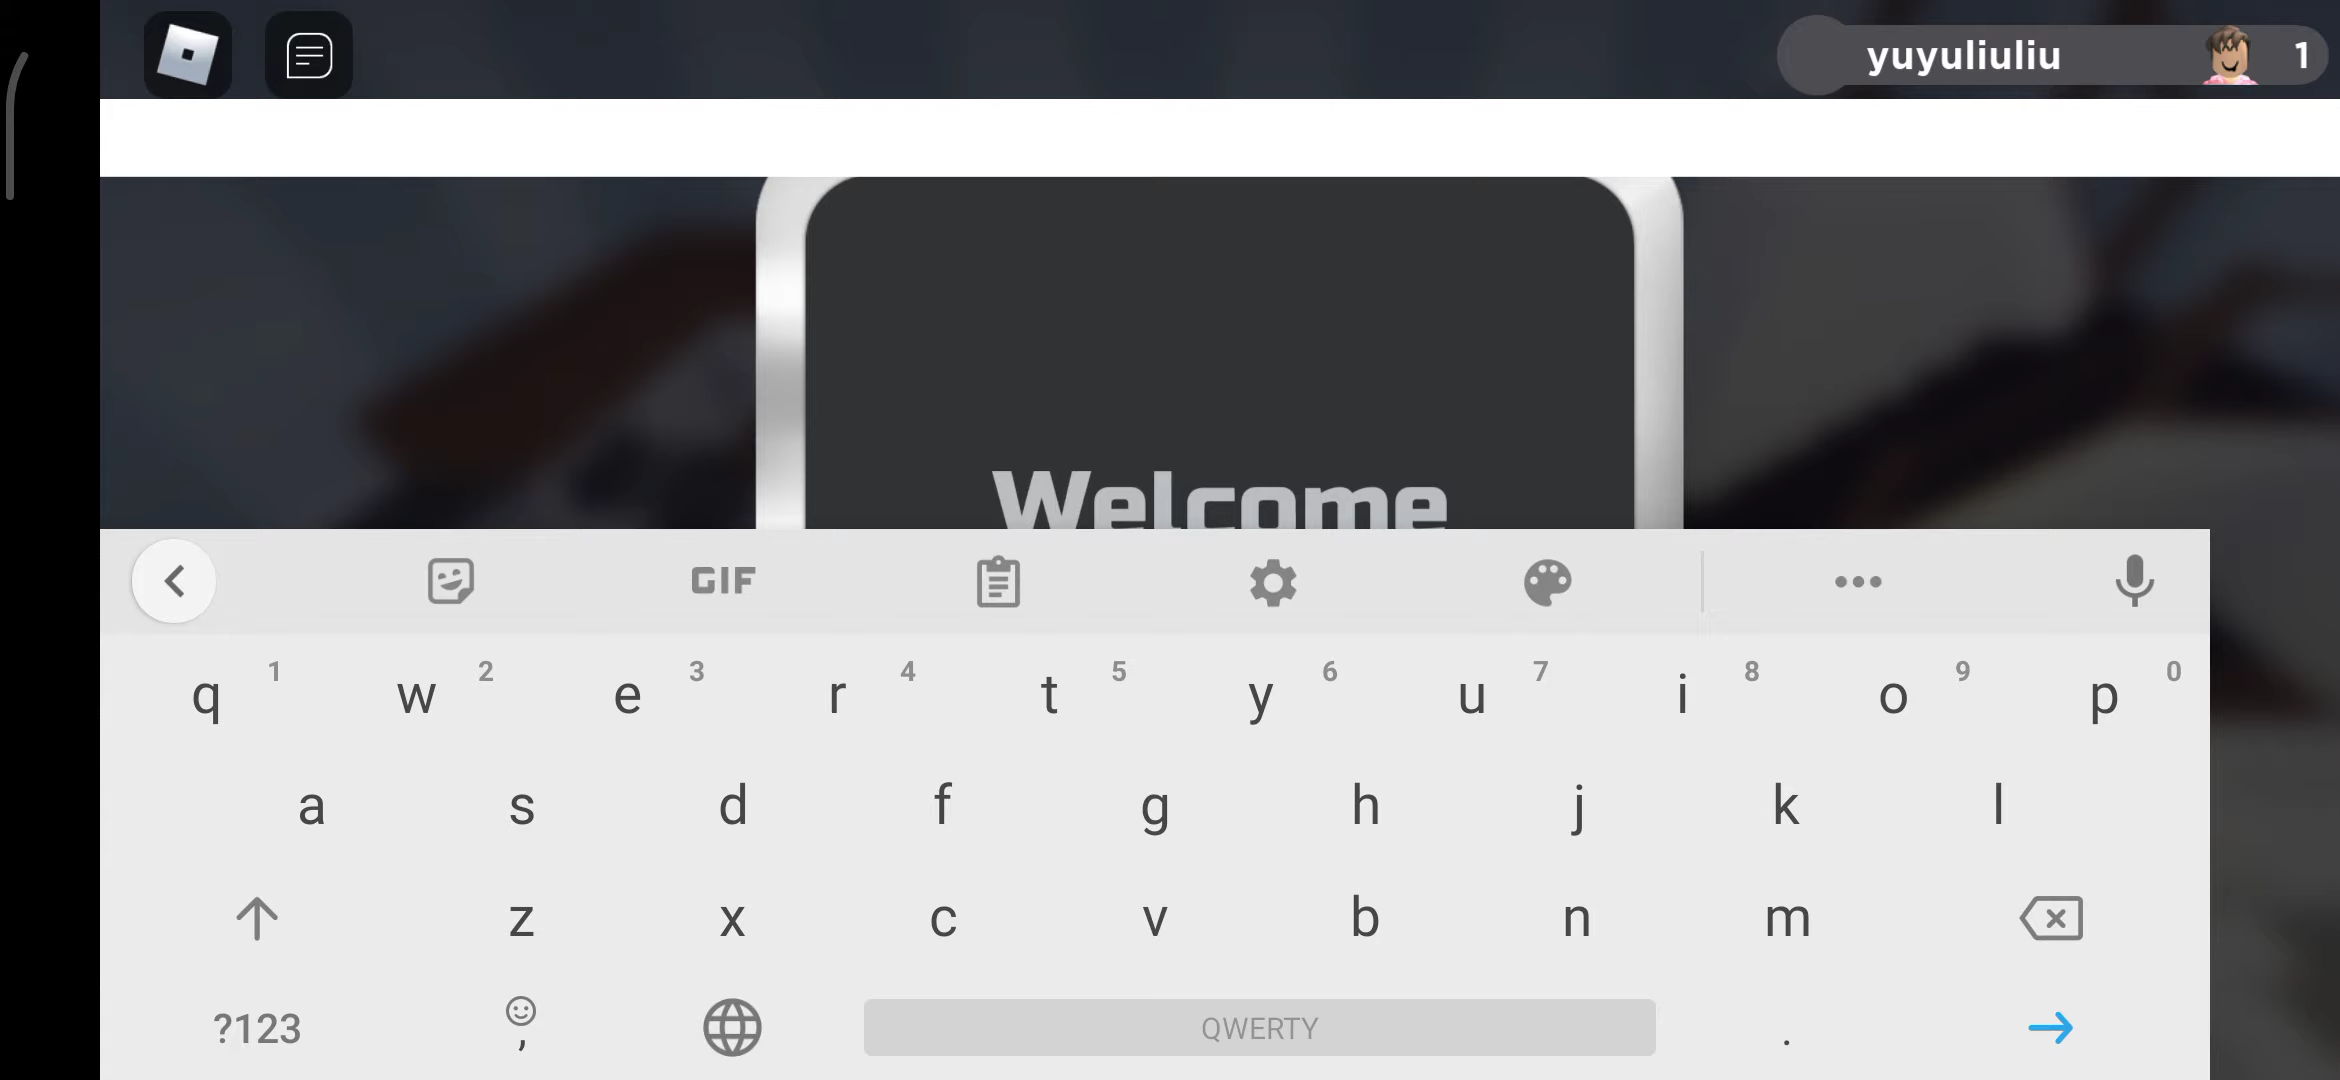 yuyuliuliu 1
Welcome
GIF
q 1 w 2 e 3 r 4 t 5 y 6 u 7 i 8 o 9 p 0
a s d f g h j k l
z x c v b n m
?123 , QWERTY .